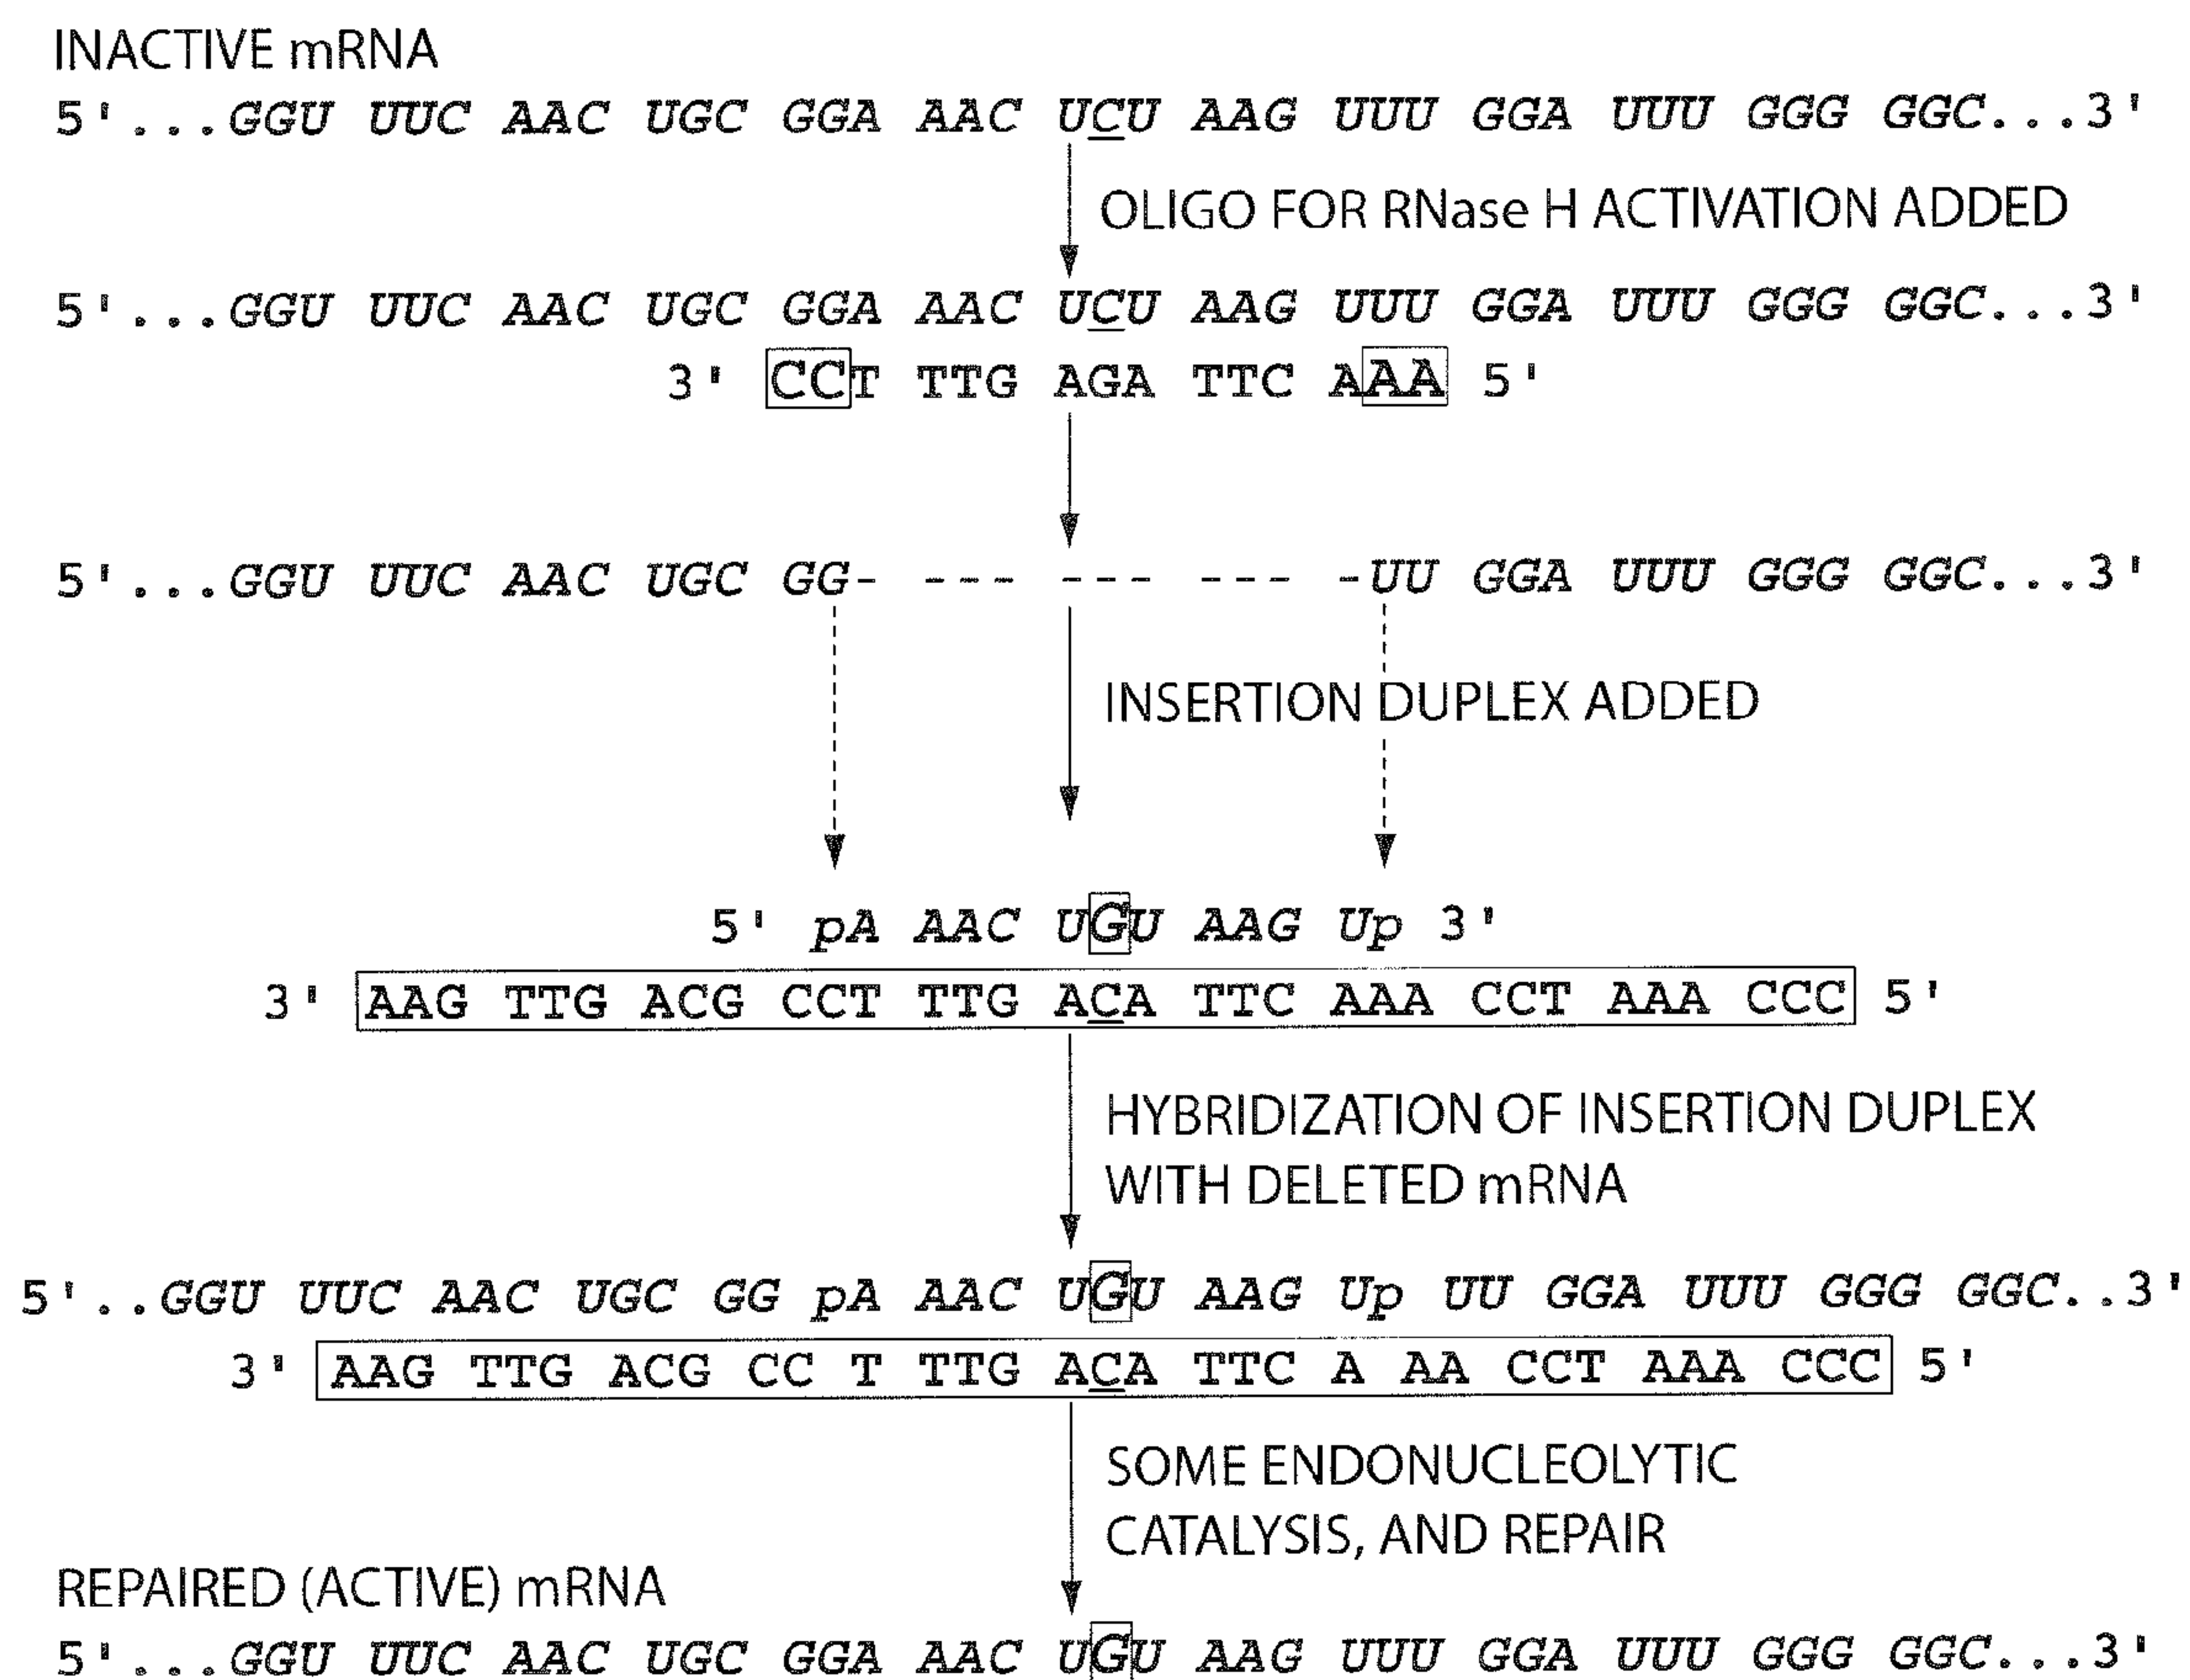 INACTIVE mRNA
5'...GGU UUC AAC UGC GGA AAC UCU AAG UUU GGA UUU GGG GGC...3'
OLIGO FOR RNase H ACTIVATION ADDED
5'...GGU UUC AAC UGC GGA AAC UCU AAG UUU GGA UUU GGG GGC...3'
3' CCT TTG AGA TTC AAA 5'
5'...GGU UUC AAC UGC GG- --- --- --- -UU GGA UUU GGG GGC...3'
INSERTION DUPLEX ADDED
5' pA AAC UGU AAG Up 3'
3' AAG TTG ACG CCT TTG ACA TTC AAA CCT AAA CCC 5'
HYBRIDIZATION OF INSERTION DUPLEX
WITH DELETED mRNA
5'..GGU UUC AAC UGC GG pA AAC UGU AAG Up UU GGA UUU GGG GGC..3'
3' AAG TTG ACG CC T TTG ACA TTC A AA CCT AAA CCC 5'
SOME ENDONUCLEOLYTIC
CATALYSIS, AND REPAIR
REPAIRED (ACTIVE) mRNA
5'...GGU UUC AAC UGC GGA AAC UGU AAG UUU GGA UUU GGG GGC...3'